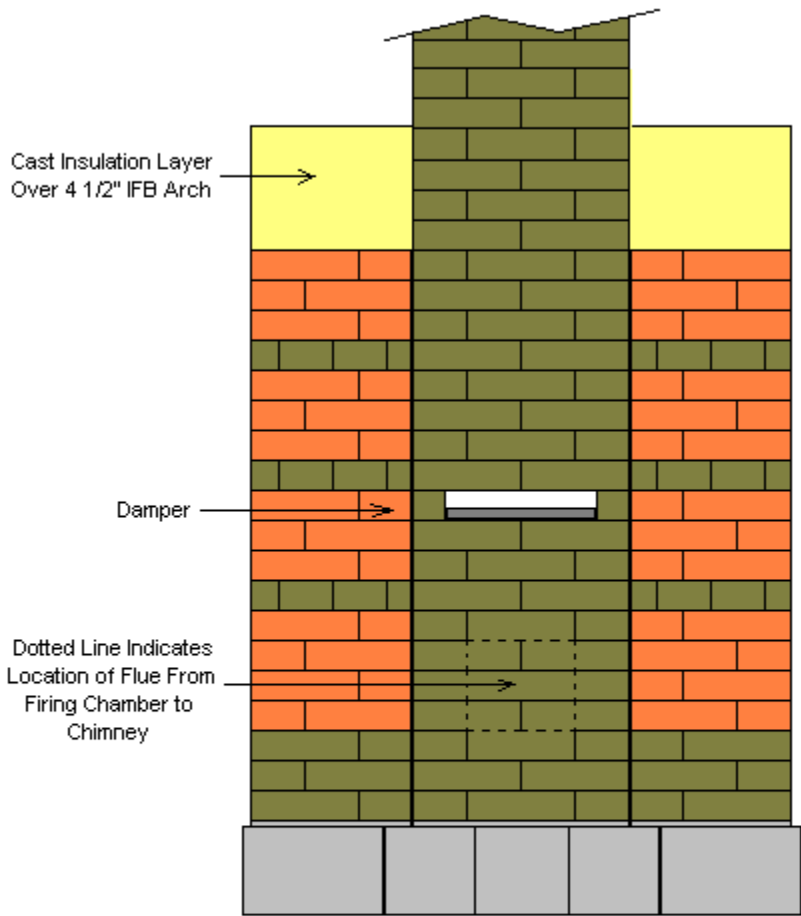 Cast Insulation Layer
Over 4 1/2" IFB Arch
Damper
Dotted Line Indicates
Location of Flue From
Firing Chamber to
Chimney